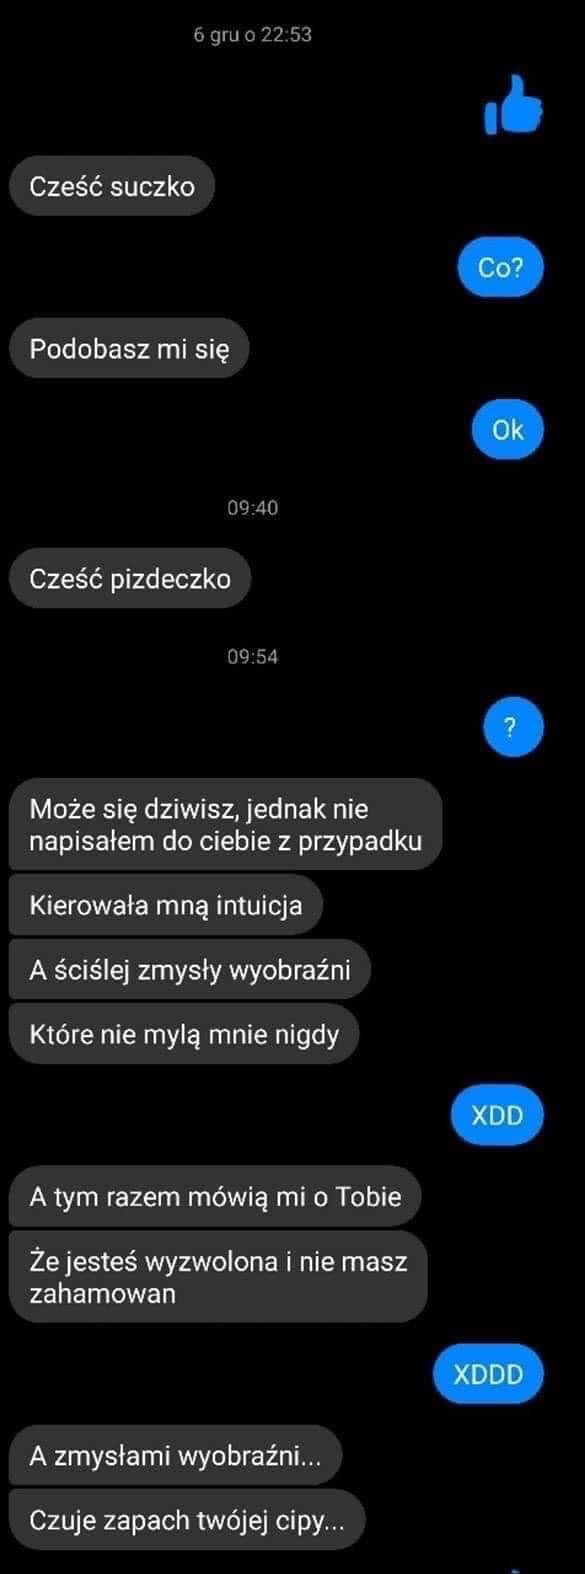 6 gru o 22:53
Cześć suczko
Co?
Podobasz mi się
Ok
09:40
Cześć pizdeczko
09:54
?
Może się dziwisz, jednak nie
napisałem do ciebie z przypadku
Kierowała mną intuicja
A ściślej zmysły wyobraźni
Które nie mylą mnie nigdy
XDD
A tym razem mówią mi o Tobie
Że jesteś wyzwolona i nie masz
zahamowan
XDDD
A zmysłami wyobraźni...
Czuje zapach twójej cipy...